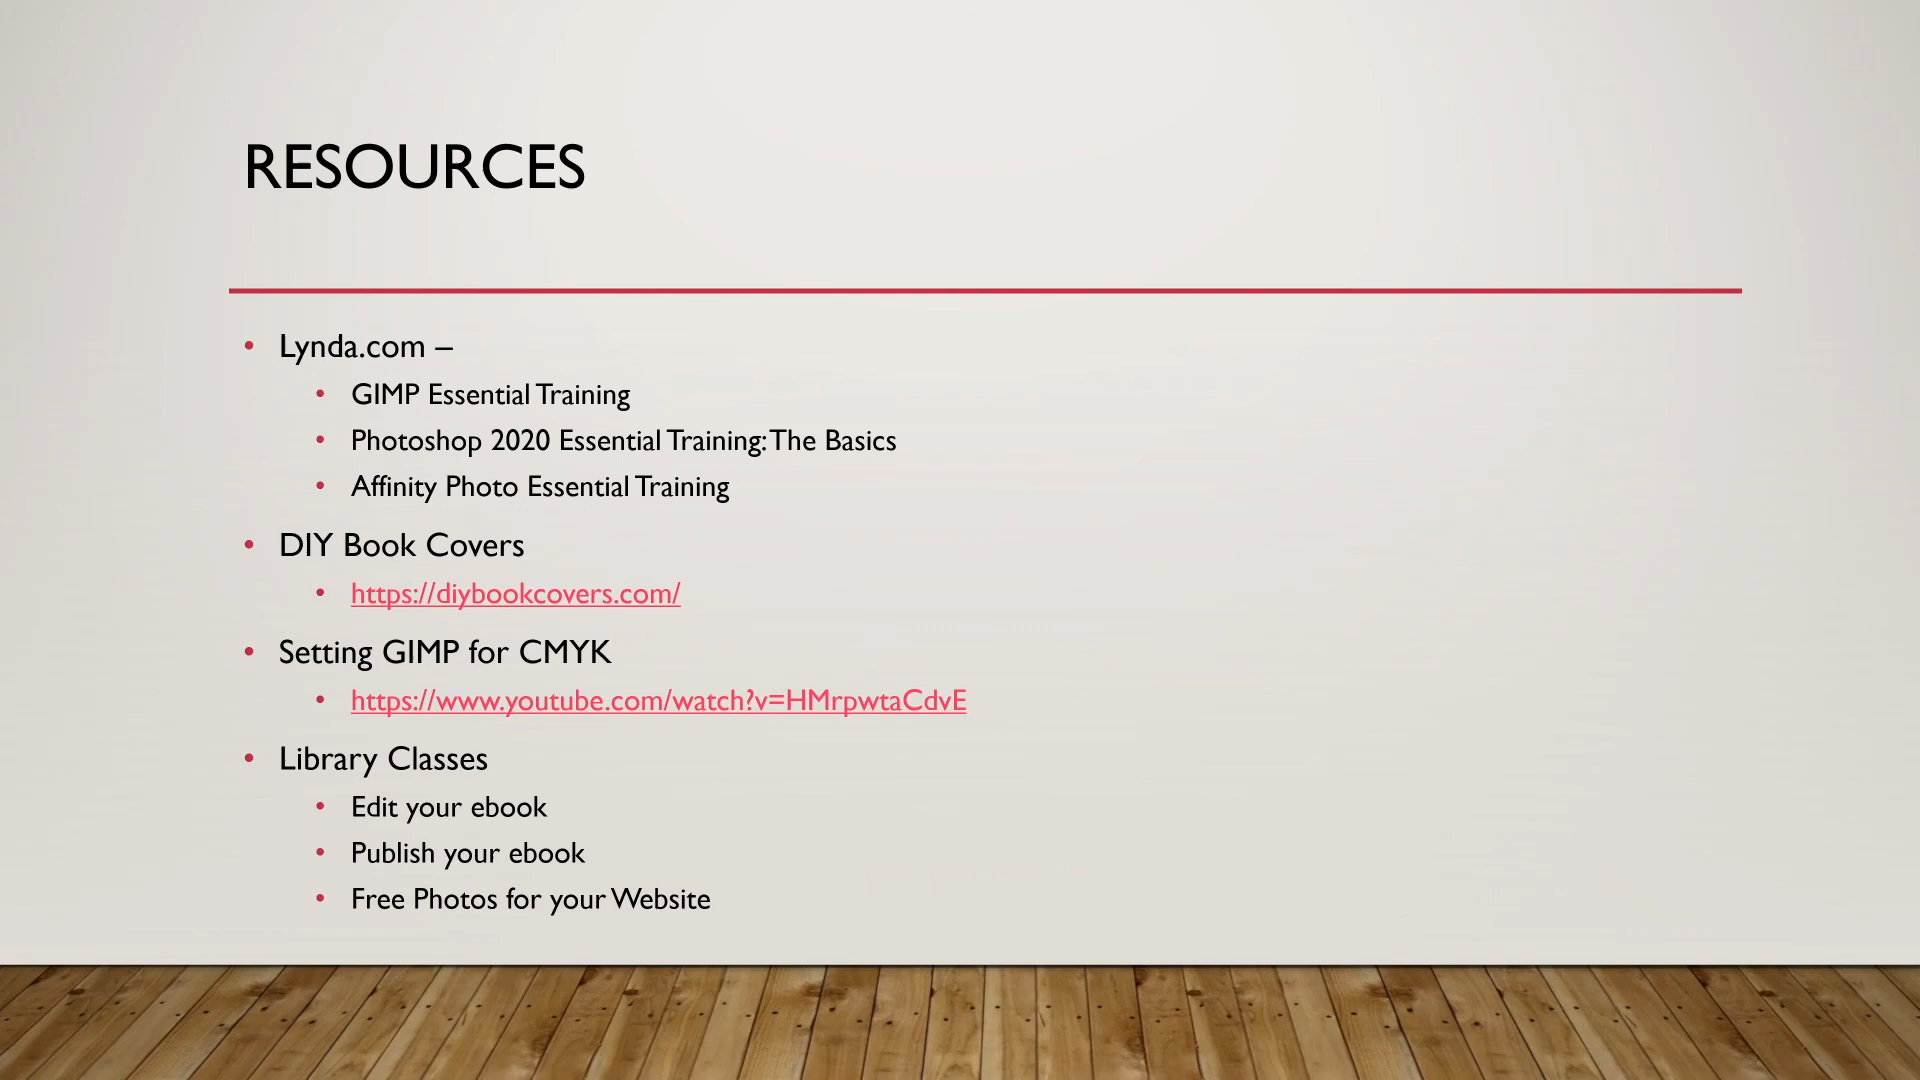 RESOURCES
• Lynda.com –
• GIMP Essential Training
• Photoshop 2020 Essential Training: The Basics
• Affinity Photo Essential Training
• DIY Book Covers
• https://diybookcovers.com/
• Setting GIMP for CMYK
• https://www.youtube.com/watch?v=HMrpwtaCdvE
• Library Classes
• Edit your ebook
• Publish your ebook
• Free Photos for your Website